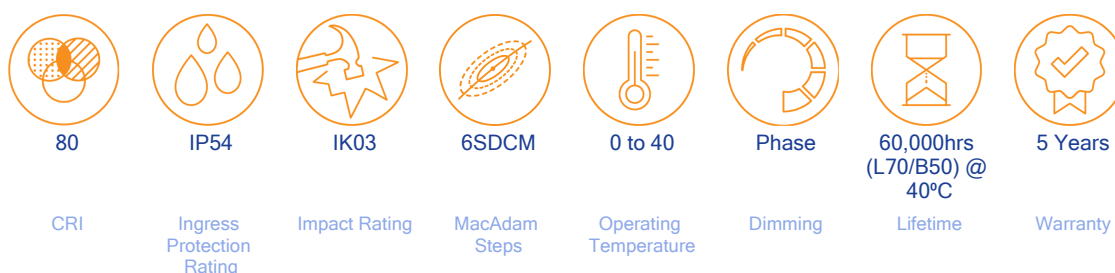 80
IP54
IK03
6SDCM
0 to 40
Phase
60,000hrs
(L70/B50) @
40ºC
5 Years
CRI
Ingress
Protection
Rating
Impact Rating
MacAdam
Steps
Operating
Temperature
Dimming
Lifetime
Warranty